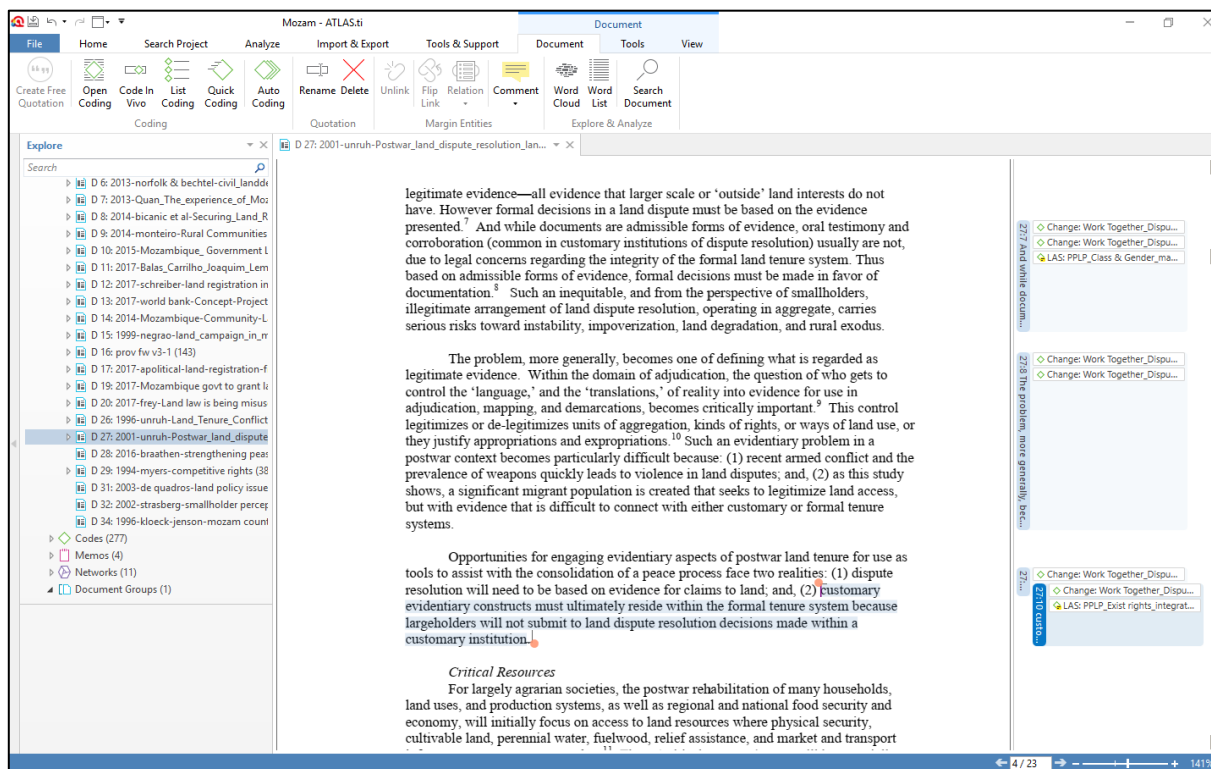 Mozam - ATLAS.ti
Document
File Home Search Project Analyze Import & Export Tools & Support Document Tools View
Create Free Quotation
Open Coding
Code In Vivo
List Coding
Quick Coding
Auto Coding
Rename Delete Unlink
Flip Link
Relation
Comment
Word Cloud
Word List
Search Document
Coding Quotation Margin Entities Explore & Analyze
Explore
D 27: 2001-unruh-Postwar_land_dispute_resolution_lan...
Search
D 6: 2013-norfolk & bechtel-civil_landde
D 7: 2013-Quan_The_experience_of_Moz
D 8: 2014-bicanic et al-Securing_Land_R
D 9: 2014-monteiro-Rural Communities
D 10: 2015-Mozambique_ Government L
D 11: 2017-Balas_Carrilho_Joaquim_Lem
D 12: 2017-schreiber-land registration in
D 13: 2017-world bank-Concept-Project
D 14: 2014-Mozambique-Community-L
D 15: 1999-negrao-land_campaign_in_m
D 16: prov fw v3-1 (143)
D 17: 2017-apolitical-land-registration-f
D 19: 2017-Mozambique govt to grant la
D 20: 2017-frey-Land law is being misus
D 26: 1996-unruh-Land_Tenure_Conflict
D 27: 2001-unruh-Postwar_land_dispute
D 28: 2016-braathen-strengthening peas
D 29: 1994-myers-competitive rights (38
D 31: 2003-de quadros-land policy issue
D 32: 2002-strasberg-smallholder percep
D 34: 1996-kloeck-jenson-mozam count
Codes (277)
Memos (4)
Networks (11)
Document Groups (1)
legitimate evidence—all evidence that larger scale or ‘outside’ land interests do not
have. However formal decisions in a land dispute must be based on the evidence
presented.7 And while documents are admissible forms of evidence, oral testimony and
corroboration (common in customary institutions of dispute resolution) usually are not,
due to legal concerns regarding the integrity of the formal land tenure system. Thus
based on admissible forms of evidence, formal decisions must be made in favor of
documentation.8 Such an inequitable, and from the perspective of smallholders,
illegitimate arrangement of land dispute resolution, operating in aggregate, carries
serious risks toward instability, impoverization, land degradation, and rural exodus.
The problem, more generally, becomes one of defining what is regarded as
legitimate evidence. Within the domain of adjudication, the question of who gets to
control the ‘language,’ and the ‘translations,’ of reality into evidence for use in
adjudication, mapping, and demarcations, becomes critically important.9 This control
legitimizes or de-legitimizes units of aggregation, kinds of rights, or ways of land use, or
they justify appropriations and expropriations.10 Such an evidentiary problem in a
postwar context becomes particularly difficult because: (1) recent armed conflict and the
prevalence of weapons quickly leads to violence in land disputes; and, (2) as this study
shows, a significant migrant population is created that seeks to legitimize land access,
but with evidence that is difficult to connect with either customary or formal tenure
systems.
Opportunities for engaging evidentiary aspects of postwar land tenure for use as
tools to assist with the consolidation of a peace process face two realities: (1) dispute
resolution will need to be based on evidence for claims to land; and, (2) customary
evidentiary constructs must ultimately reside within the formal tenure system because
largeholders will not submit to land dispute resolution decisions made within a
customary institution.
Critical Resources
For largely agrarian societies, the postwar rehabilitation of many households,
land uses, and production systems, as well as regional and national food security and
economy, will initially focus on access to land resources where physical security,
cultivable land, perennial water, fuelwood, relief assistance, and market and transport
27:7 And while docum...
Change: Work Together_Dispu...
Change: Work Together_Dispu...
LAS: PPLP_Class & Gender_ma...
27:8 The problem, more generally, bec...
Change: Work Together_Dispu...
Change: Work Together_Dispu...
27:...
Change: Work Together_Dispu...
27:10 custo...
Change: Work Together_Dispu...
LAS: PPLP_Exist rights_integrat...
4 / 23
141%